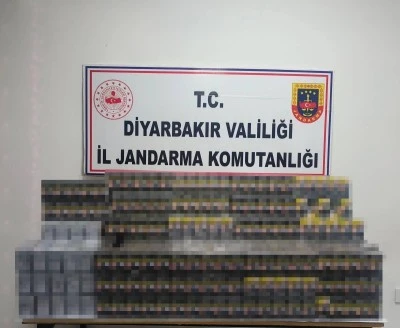 T.C.
DİYARBAKIR VALİLİĞİ
İL JANDARMA KOMUTANLIĞI